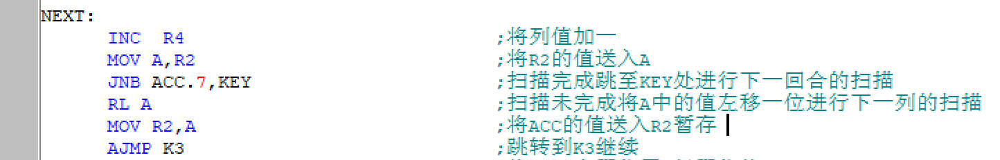 NEXT:
INC R4 ;将列值加一
MOV A,R2 ;将R2的值送入A
JNB ACC.7,KEY ;扫描完成跳至KEY处进行下一回合的扫描
RL A ;扫描未完成将A中的值左移一位进行下一列的扫描
MOV R2,A ;将ACC的值送入R2暂存
AJMP K3 ;跳转到K3继续